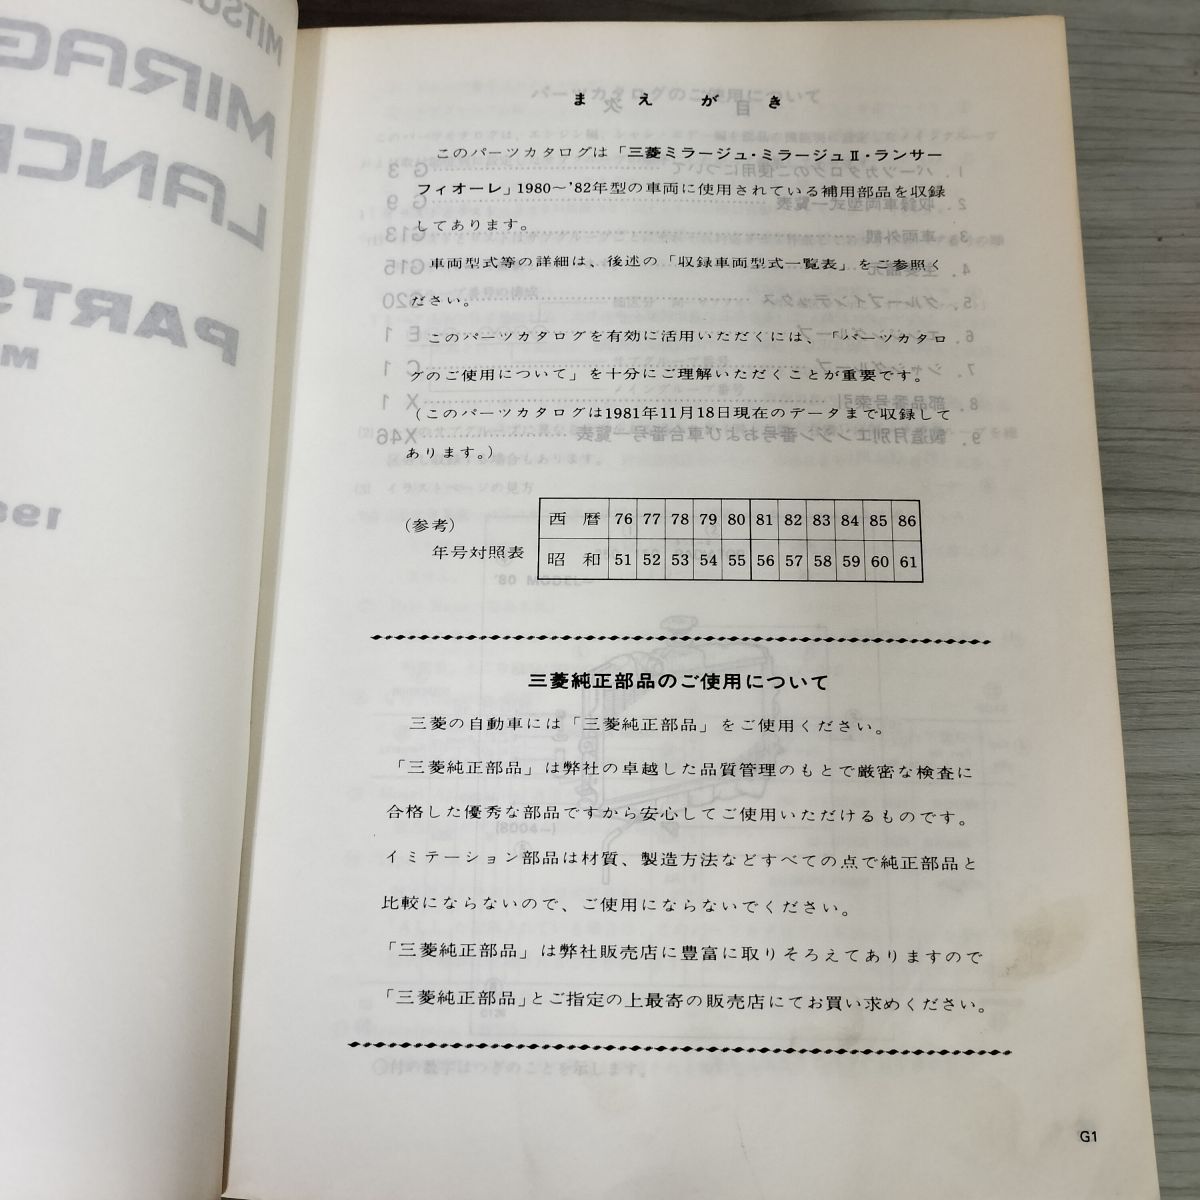 まえがき
このパーツカタログは「三菱ミラージュ・ミラージュⅡ・ランサー
フィオーレ」1980〜'82年型の車両に使用されている補用部品を収録
してあります。
車両型式等の詳細は、後述の「収録車両型式一覧表」をご参照く
ださい。
このパーツカタログを有効に活用いただくには、「パーツカタロ
グのご使用について」を十分にご理解いただくことが重要です。
(このパーツカタログは1981年11月18日現在のデータまで収録して
あります。)
(参考)
年号対照表
西暦 76 77 78 79 80 81 82 83 84 85 86
昭和 51 52 53 54 55 56 57 58 59 60 61
三菱純正部品のご使用について
三菱の自動車には「三菱純正部品」をご使用ください。
「三菱純正部品」は弊社の卓越した品質管理のもとで厳密な検査に
合格した優秀な部品ですから安心してご使用いただけるものです。
イミテーション部品は材質、製造方法などすべての点で純正部品と
比較にならないので、ご使用にならないでください。
「三菱純正部品」は弊社販売店に豊富に取りそろえてありますので
「三菱純正部品」とご指定の上最寄の販売店にてお買い求めください。
G1